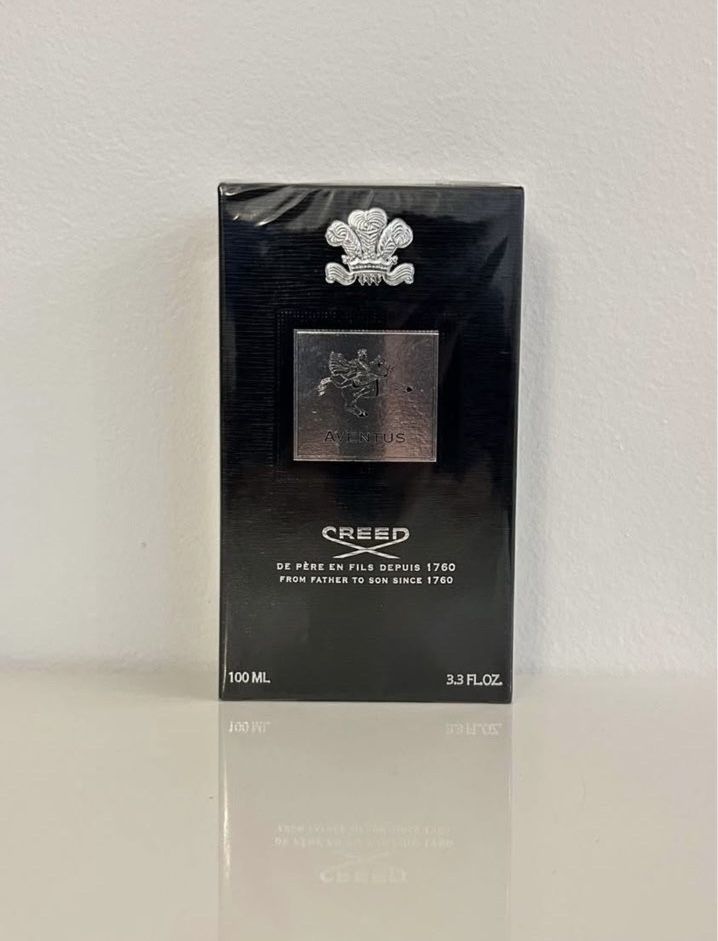 AVENTUS
CREED
DE PÈRE EN FILS DEPUIS 1760
FROM FATHER TO SON SINCE 1760
100 ML
3.3 FL.OZ.